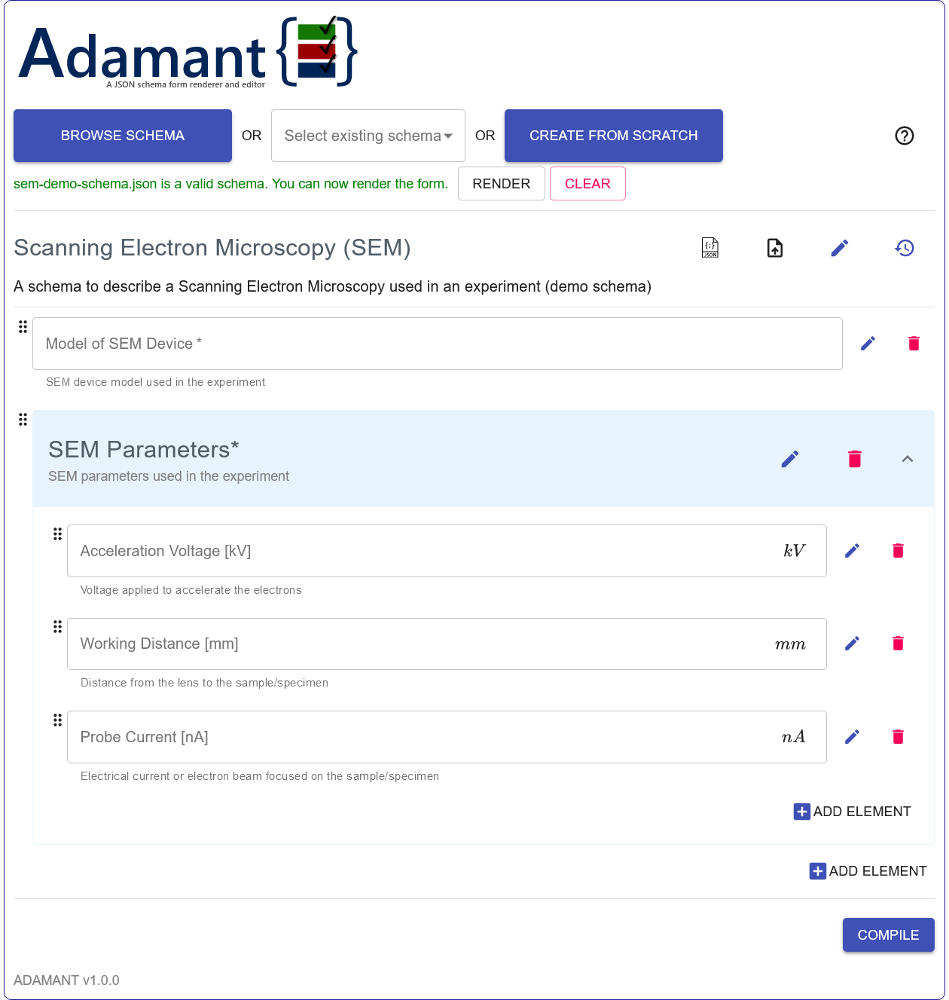 Adamant
A JSON schema form renderer and editor
BROWSE SCHEMA OR Select existing schema OR CREATE FROM SCRATCH
sem-demo-schema.json is a valid schema. You can now render the form. RENDER CLEAR
Scanning Electron Microscopy (SEM)
{;}
JSON
A schema to describe a Scanning Electron Microscopy used in an experiment (demo schema)
Model of SEM Device *
SEM device model used in the experiment
SEM Parameters*
SEM parameters used in the experiment
Acceleration Voltage [kV] kV
Voltage applied to accelerate the electrons
Working Distance [mm] mm
Distance from the lens to the sample/specimen
Probe Current [nA] nA
Electrical current or electron beam focused on the sample/specimen
ADD ELEMENT
ADD ELEMENT
COMPILE
ADAMANT v1.0.0